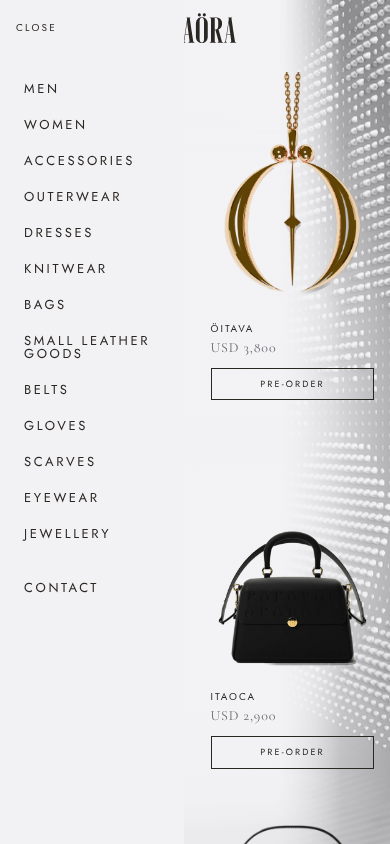 CLOSE
AÖRA
MEN
WOMEN
ACCESSORIES
OUTERWEAR
DRESSES
KNITWEAR
BAGS
SMALL LEATHER
GOODS
BELTS
GLOVES
SCARVES
EYEWEAR
JEWELLERY
CONTACT
ÖITAVA
USD 3,800
PRE-ORDER
ITAOCA
USD 2,900
PRE-ORDER